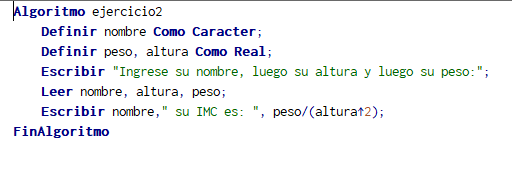 Algoritmo ejercicio2
Definir nombre Como Caracter;
Definir peso, altura Como Real;
Escribir "Ingrese su nombre, luego su altura y luego su peso:";
Leer nombre, altura, peso;
Escribir nombre," su IMC es: ", peso/(altura↑2);
FinAlgoritmo